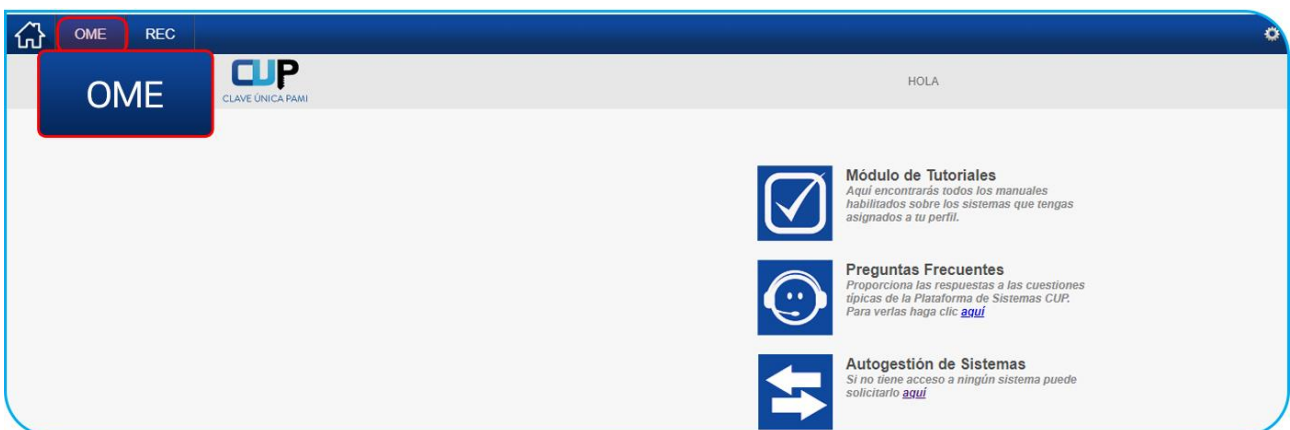 OME REC
OME
CUP
CLAVE ÚNICA PAMI
HOLA
Módulo de Tutoriales
Aquí encontrarás todos los manuales
habilitados sobre los sistemas que tengas
asignados a tu perfil.
Preguntas Frecuentes
Proporciona las respuestas a las cuestiones
típicas de la Plataforma de Sistemas CUP.
Para verlas haga clic aquí
Autogestión de Sistemas
Si no tiene acceso a ningún sistema puede
solicitarlo aquí